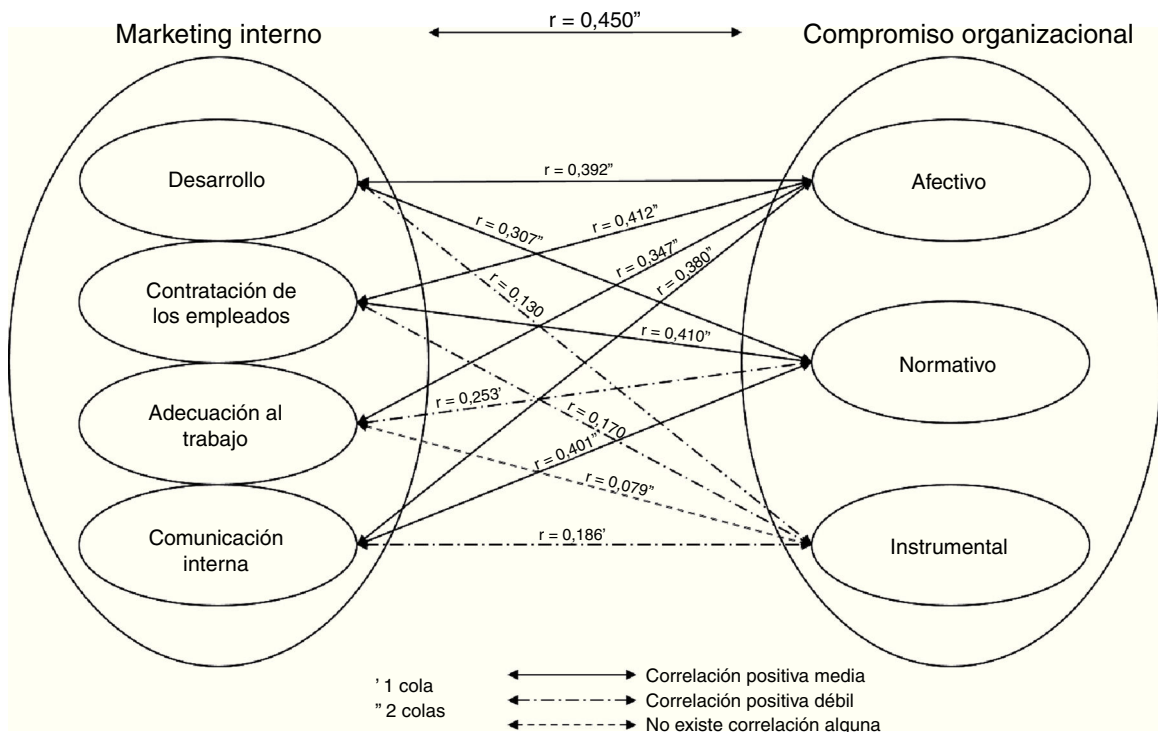 r = 0,450”
Marketing interno
Compromiso organizacional
Desarrollo
r = 0,392”
Afectivo
r = 0,412”
r = 0,307”
r = 0,347”
r = 0,380”
r = 0,130
Contratación de
los empleados
r = 0,410”
Normativo
r = 0,253’
Adecuación al
trabajo
r = 0,170
r = 0,401”
r = 0,079”
Comunicación
interna
r = 0,186’
Instrumental
’ 1 cola
” 2 colas
Correlación positiva media
Correlación positiva débil
No existe correlación alguna